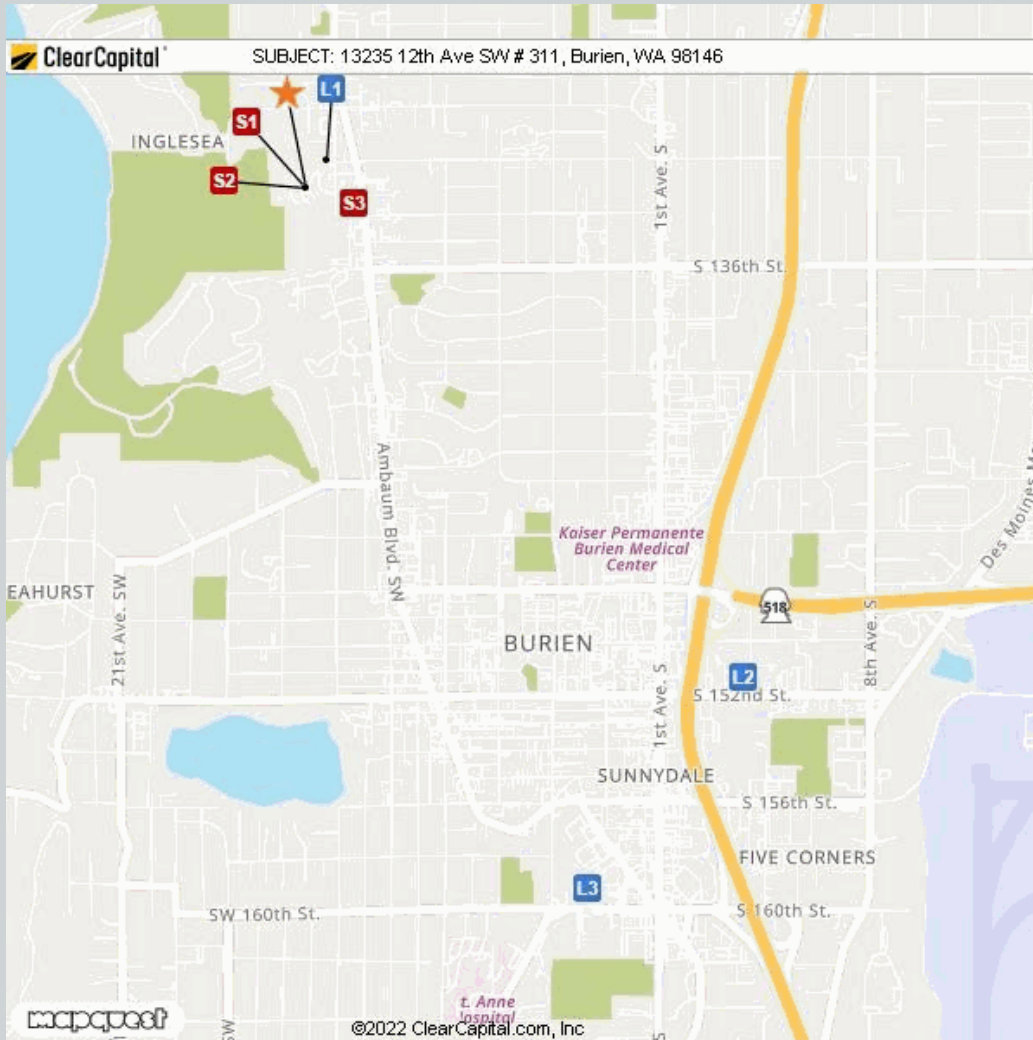 ClearCapital
SUBJECT: 13235 12th Ave SW # 311, Burien, WA 98146
L1
S1
INGLESEA
S2
S3
1st Ave. S
S 136th St.
Ambaum Blvd. SW
Kaiser Permanente
Burien Medical
Center
Des Moines M
EAHURST
518
21st Ave. SW
BURIEN
8th Ave. S
L2
S 152nd St.
1st Ave. S
SUNNYDALE
S 156th St.
FIVE CORNERS
L3
SW 160th St.
S 160th St.
t. Anne
lospital
mapquest
SW
©2022 ClearCapital.com, Inc
S